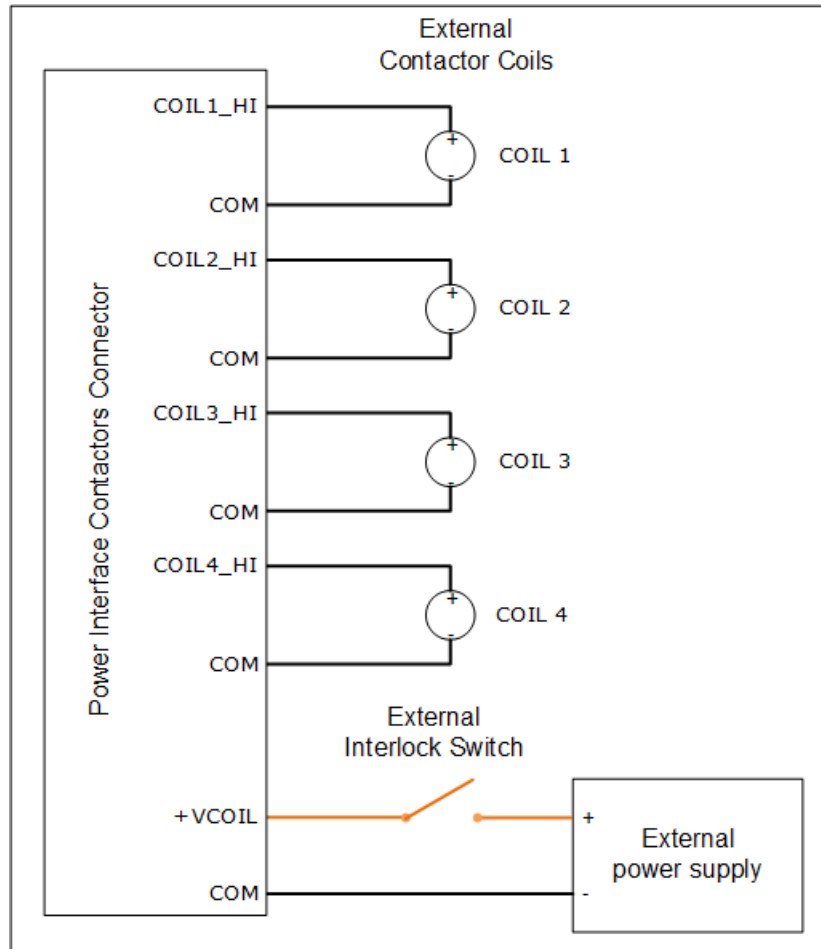 External
Contactor Coils
Power Interface Contactors Connector
COIL1_HI
+
COIL 1
-
COM
COIL2_HI
+
COIL 2
-
COM
COIL3_HI
+
COIL 3
-
COM
COIL4_HI
+
COIL 4
-
COM
External
Interlock Switch
+VCOIL
+
External
power supply
COM
-